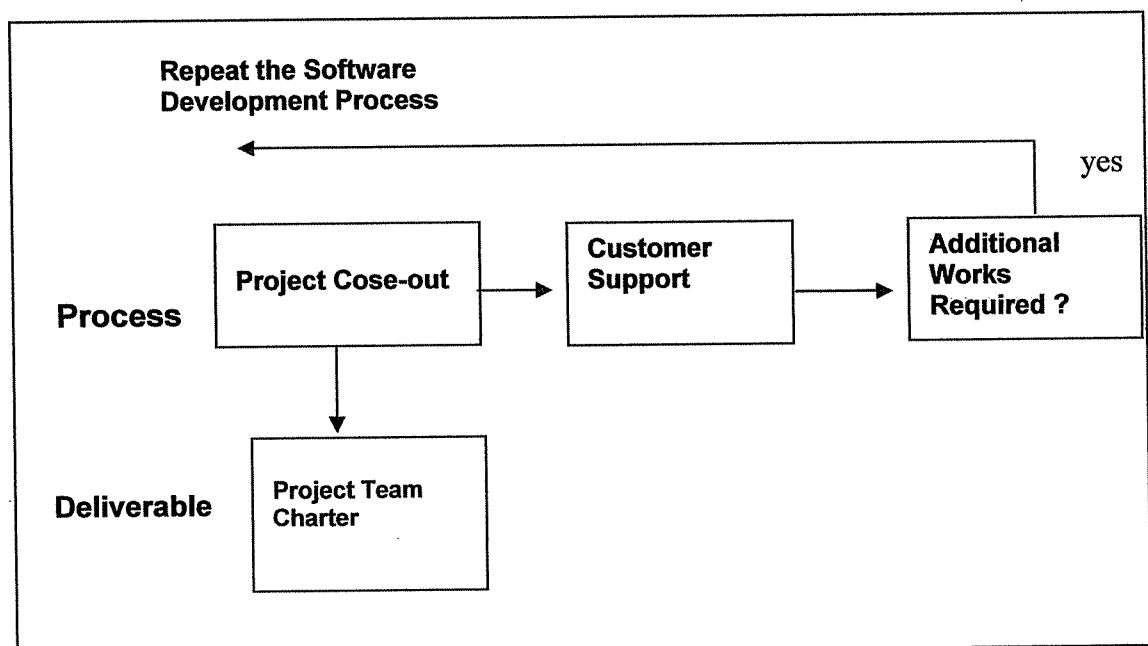 Repeat the Software
Development Process
yes
Process
Project Cose-out
Customer
Support
Additional
Works
Required ?
Deliverable
Project Team
Charter